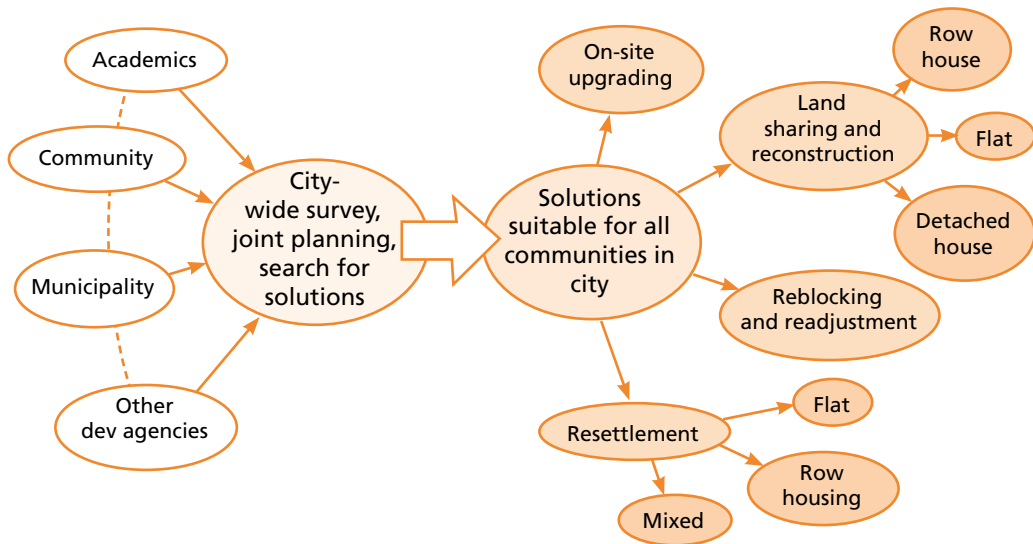 Academics
Community
Municipality
Other
dev agencies
City-
wide survey,
joint planning,
search for
solutions
Solutions
suitable for all
communities in
city
On-site
upgrading
Land
sharing and
reconstruction
Row
house
Flat
Detached
house
Reblocking
and readjustment
Resettlement
Flat
Row
housing
Mixed